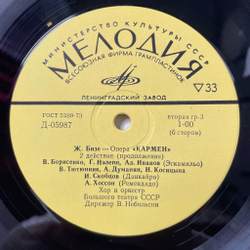 МИНИСТЕРСТВО КУЛЬТУРЫ СССР
МЕЛОДИЯ
ВСЕСОЮЗНАЯ ФИРМА ГРАМПЛАСТИНОК
33
ЛЕНИНГРАДСКИЙ ЗАВОД
ГОСТ 5289-73
Д-05987
вторая гр. 3
1-00
(6 сторон)
Ж. Бизе — Опера «КАРМЕН»
2 действие (продолжение)
В. Борисенко, Г. Нэлепп, Ал. Иванов (Эскамильо)
В. Тютюнник, А. Думанян, Н. Косицына
И. Скобцов (Данкайро)
А. Хоссон (Ремендадо)
Хор и оркестр
Большого театра СССР
Дирижер В. Небольсин